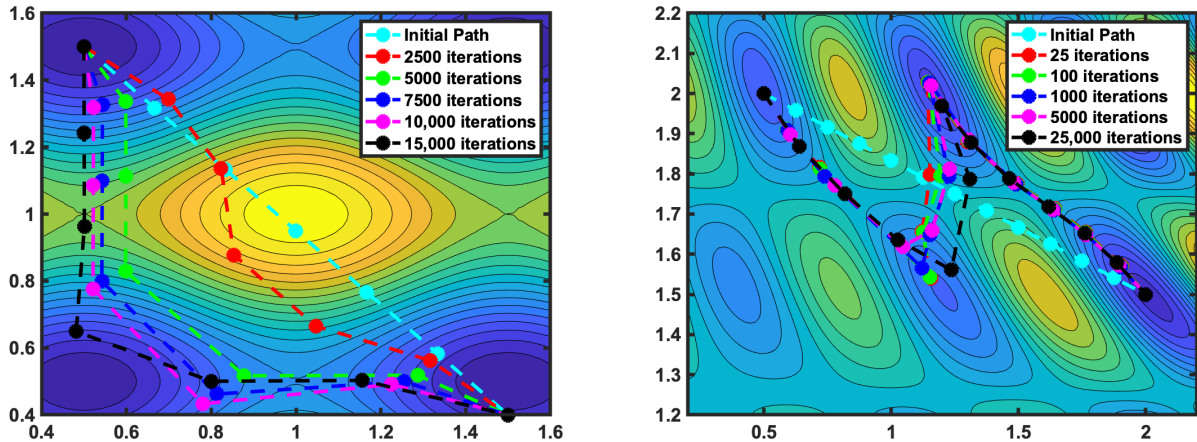 1.6
1.4
1.2
1
0.8
0.6
0.4
0.4 0.6 0.8 1 1.2 1.4 1.6
Initial Path
2500 iterations
5000 iterations
7500 iterations
10,000 iterations
15,000 iterations
2.2
2.1
2
1.9
1.8
1.7
1.6
1.5
1.4
1.3
1.2
0.5 1 1.5 2
Initial Path
25 iterations
100 iterations
1000 iterations
5000 iterations
25,000 iterations